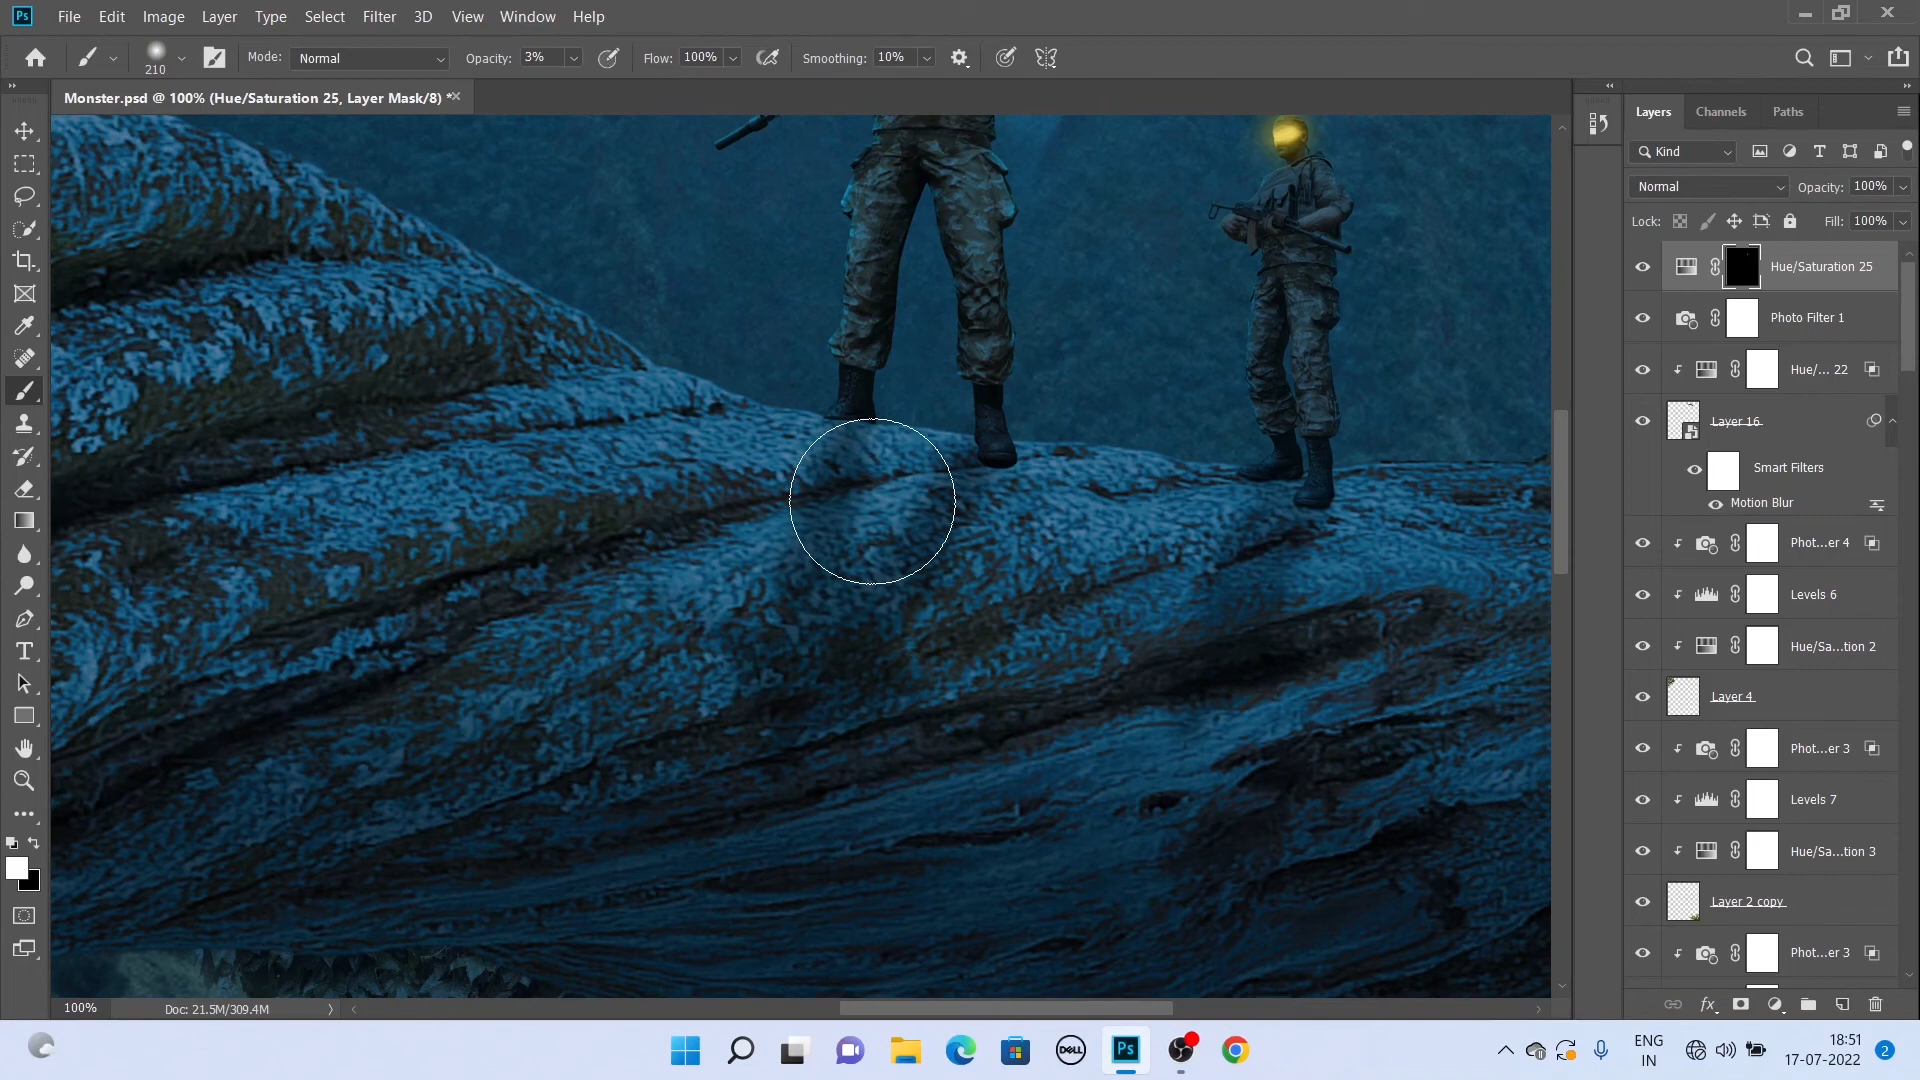 Ps File Edit Image Layer Type Select Filter 3D View Window Help
210 Mode: Normal Opacity: 3% Flow: 100% Smoothing: 10%
Monster.psd @ 100% (Hue/Saturation 25, Layer Mask/8) *
Layers Channels Paths
Kind
Normal Opacity: 100%
Lock: Fill: 100%
Hue/Saturation 25
Photo Filter 1
Hue/... 22
Layer 16
Smart Filters
Motion Blur
Phot...er 4
Levels 6
Hue/Sa...tion 2
Layer 4
Phot...er 3
Levels 7
Hue/Sa...tion 3
Layer 2 copy
Phot...er 3
fx
100% Doc: 21.5M/309.4M
DELL Ps
ENG
IN
18:51
17-07-2022
2